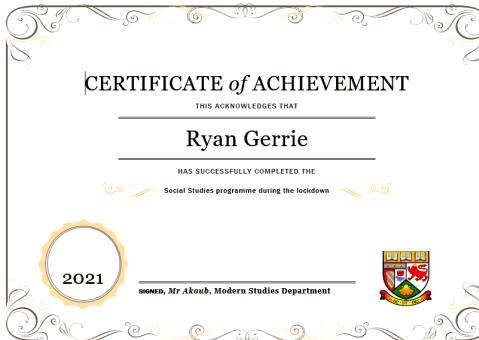 CERTIFICATE of ACHIEVEMENT
THIS ACKNOWLEDGES THAT
Ryan Gerrie
HAS SUCCESSFULLY COMPLETED THE
Social Studies programme during the lockdown
2021
SIGNED, Mr Akoub, Modern Studies Department